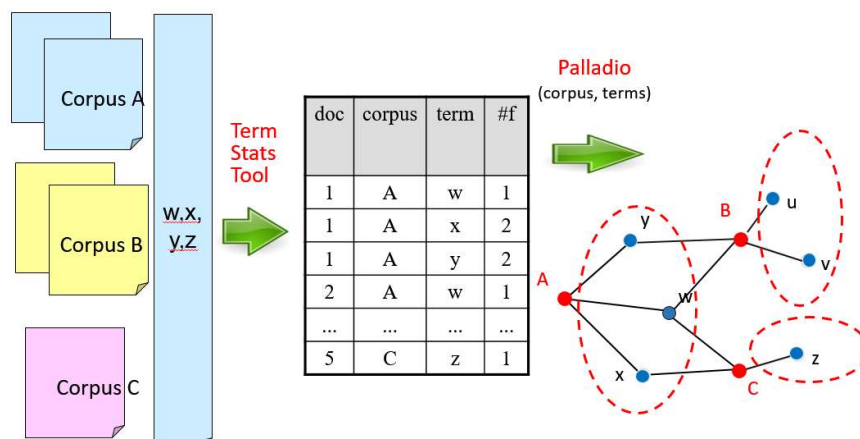 Corpus A
Corpus B
Corpus C
w,x,
y,z
Term
Stats
Tool
doc corpus term #f
1 A w 1
1 A x 2
1 A y 2
2 A w 1
... ... ... ...
5 C z 1
Palladio
(corpus, terms)
A
y
w
x
B
u
v
C
z